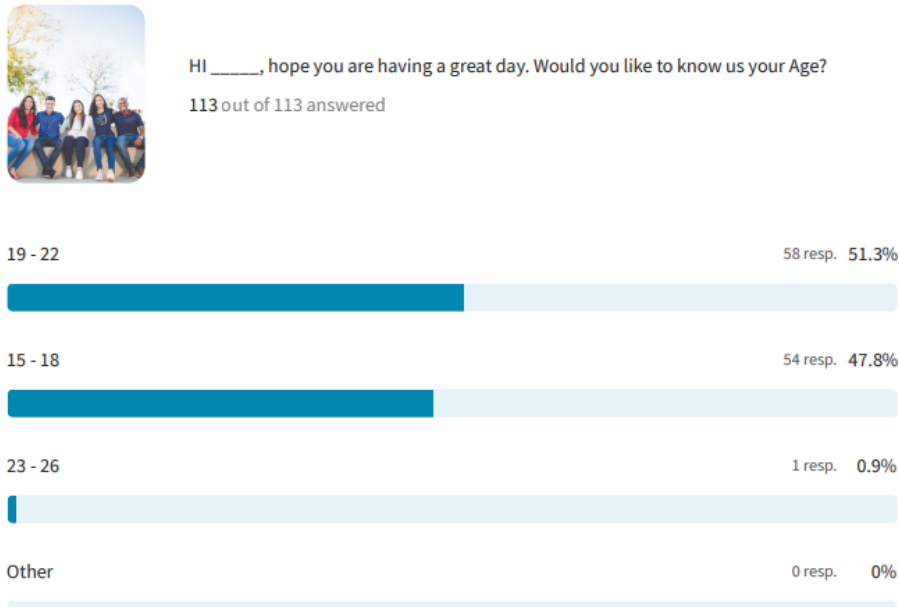 HI _____, hope you are having a great day. Would you like to know us your Age?
113 out of 113 answered
19 - 22 58 resp. 51.3%
15 - 18 54 resp. 47.8%
23 - 26 1 resp. 0.9%
Other 0 resp. 0%